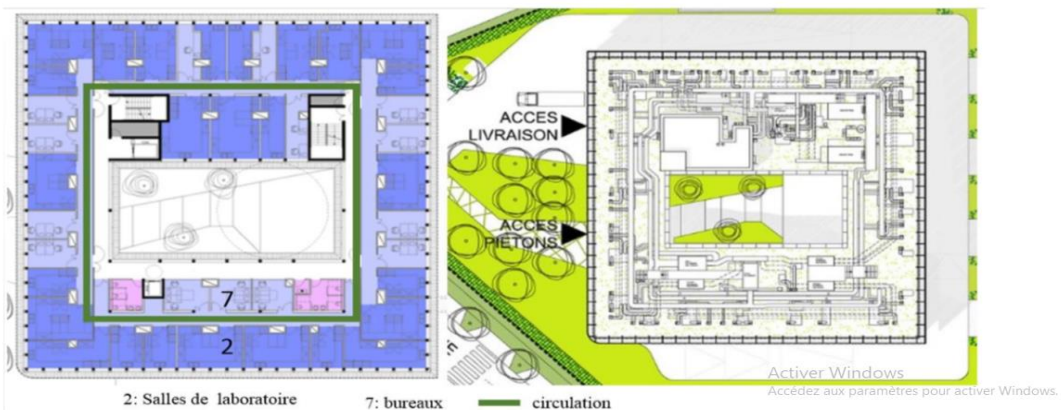 ACCES
LIVRAISON
ACCES
PIETONS
7
2
2: Salles de laboratoire
7: bureaux
circulation
Activer Windows
Accédez aux paramètres pour activer Windows.